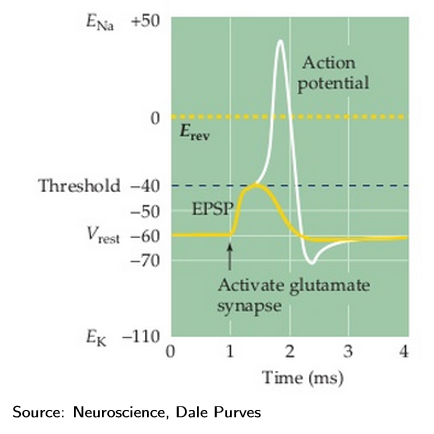 E_Na +50
Action
potential
0
E_rev
Threshold −40
−50
EPSP
V_rest −60
−70
Activate glutamate
synapse
E_K −110
0 1 2 3 4
Time (ms)
Source: Neuroscience, Dale Purves